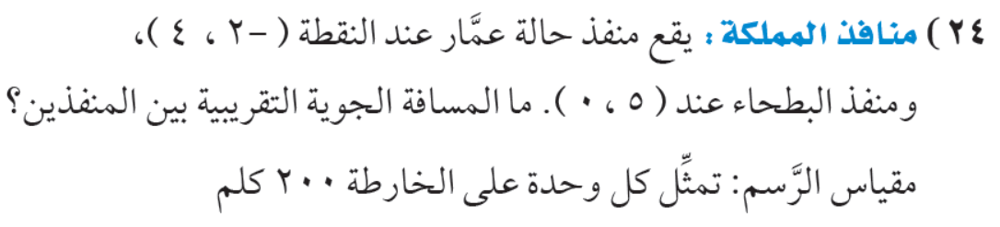 ٢٤) منافذ المملكة: يقع منفذ حالة عمَّار عند النقطة (-٢ ، ٤)،
ومنفذ البطحاء عند (٥ ، ٠). ما المسافة الجوية التقريبية بين المنفذين؟
مقياس الرَّسم: تمثِّل كل وحدة على الخارطة ٢٠٠ كلم